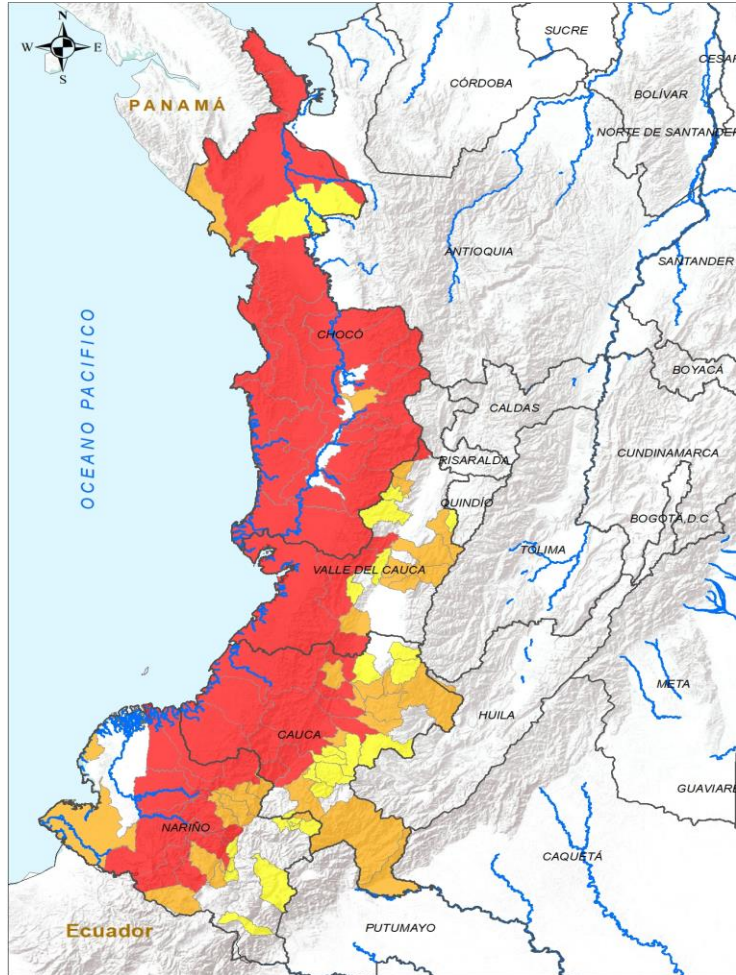 N
W E
S
SUCRE
CESAR
CÓRDOBA
BOLÍVAR
PANAMÁ
NORTE DE SANTANDER
ANTIOQUIA
SANTANDER
OCEANO PACIFICO
CHOCÓ
BOYACÁ
CALDAS
CUNDINAMARCA
RISARALDA
QUINDÍO
BOGOTÁ, D.C
TOLIMA
VALLE DEL CAUCA
META
HUILA
CAUCA
GUAVIARE
NARIÑO
CAQUETÁ
Ecuador
PUTUMAYO